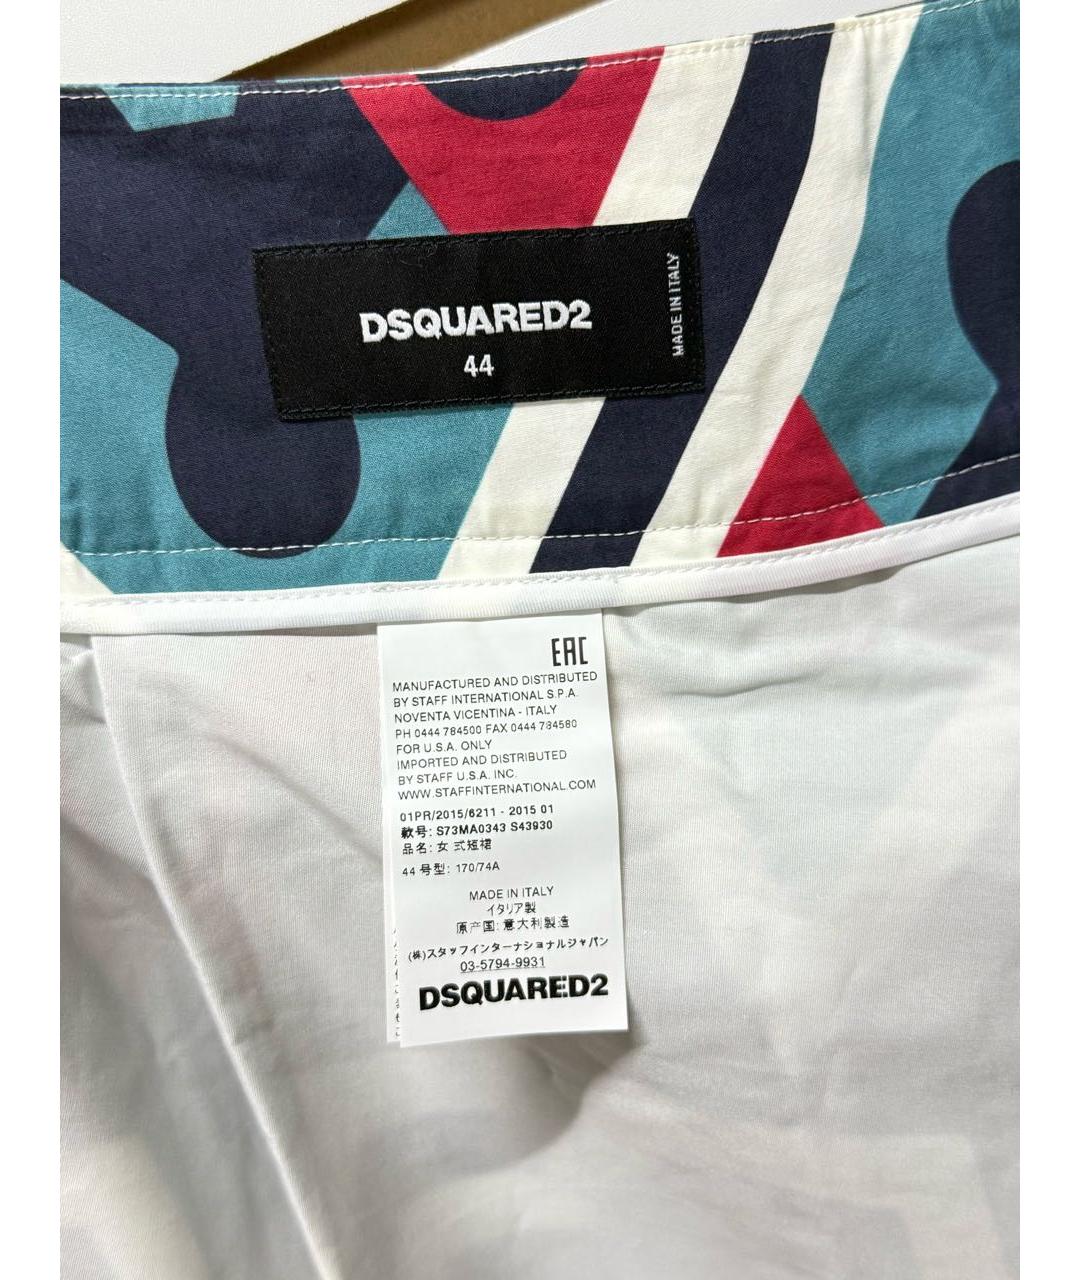 DSQUARED2
44
MADE IN ITALY
EAC
MANUFACTURED AND DISTRIBUTED
BY STAFF INTERNATIONAL S.P.A.
NOVENTA VICENTINA - ITALY
PH 0444 784500 FAX 0444 784580
FOR U.S.A. ONLY
IMPORTED AND DISTRIBUTED
BY STAFF U.S.A. INC.
WWW.STAFFINTERNATIONAL.COM
01PR/2015/6211 - 2015 01
款号: S73MA0343 S43930
品名: 女 式短裙
44 号型: 170/74A
MADE IN ITALY
イタリア製
原产国: 意大利製造
(株)スタッフインターナショナルジャパン
03-5794-9931
DSQUARED2